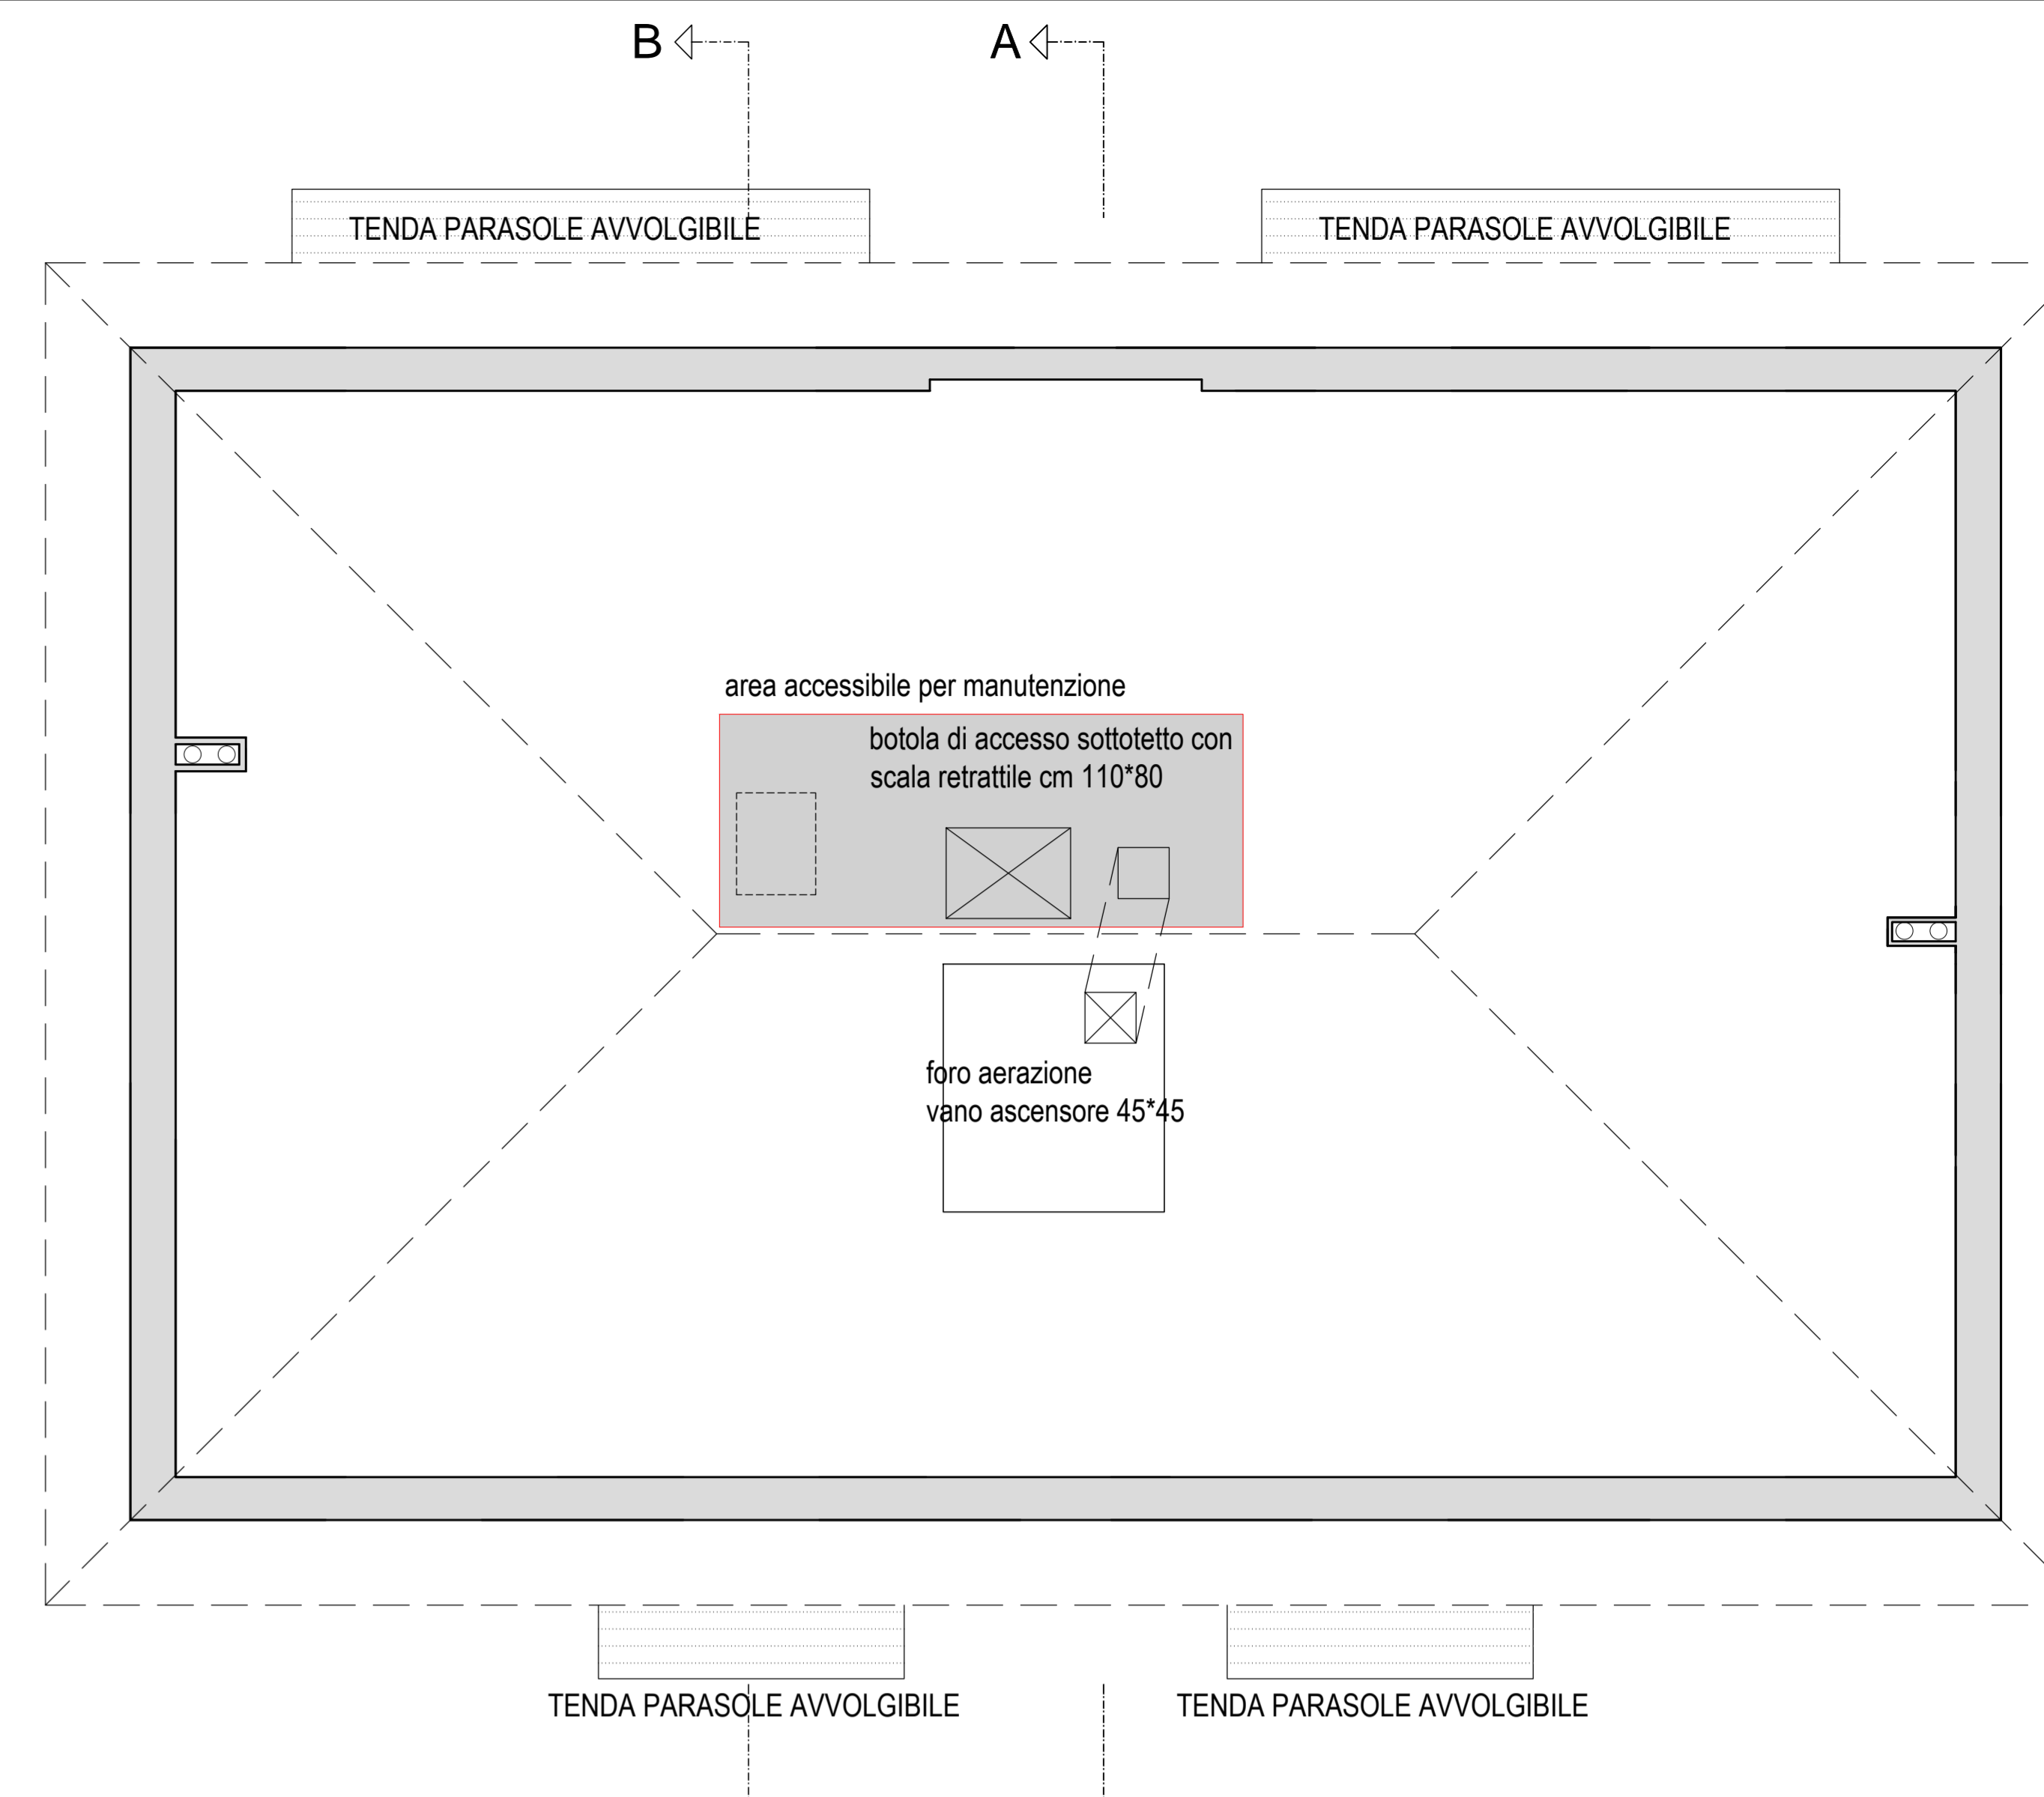 B
A
TENDA PARASOLE AVVOLGIBILE
TENDA PARASOLE AVVOLGIBILE
area accessibile per manutenzione
botola di accesso sottotetto con
scala retrattile cm 110*80
foro aerazione
vano ascensore 45*45
TENDA PARASOLE AVVOLGIBILE
TENDA PARASOLE AVVOLGIBILE